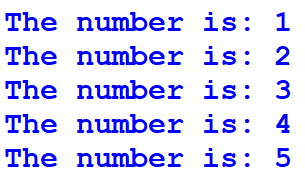 The number is: 1
The number is: 2
The number is: 3
The number is: 4
The number is: 5